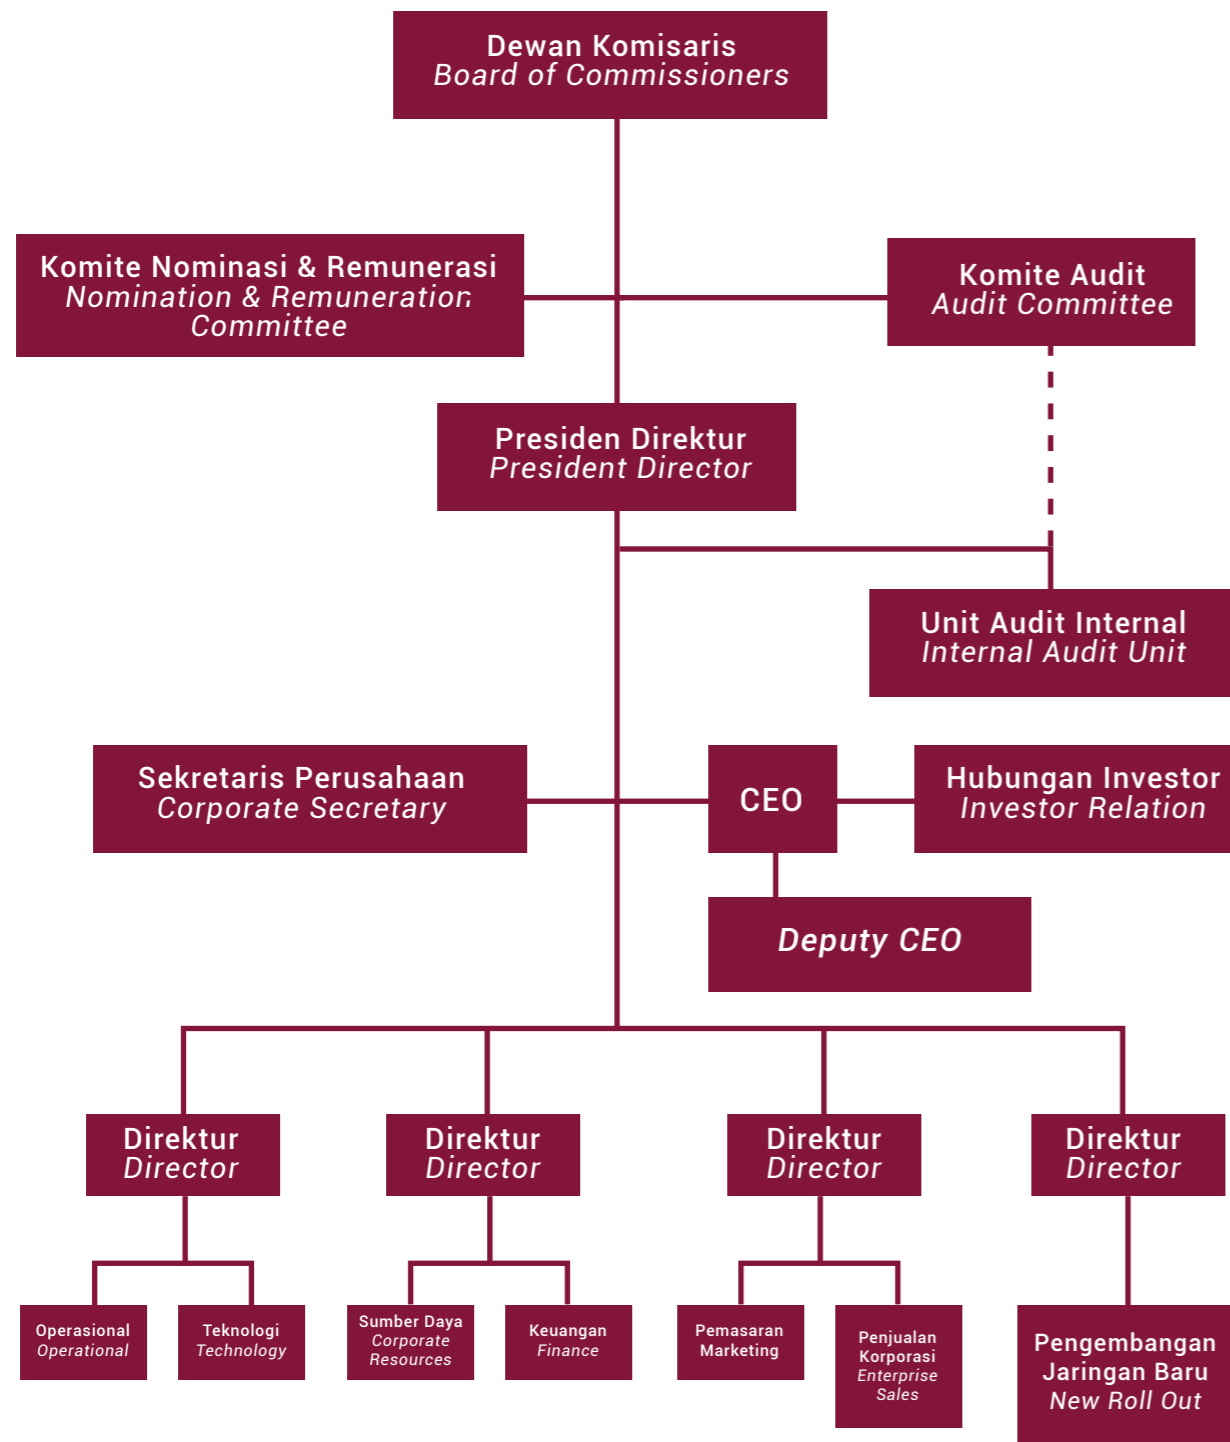 Dewan Komisaris
Board of Commissioners
Komite Nominasi & Remunerasi
Nomination & Remuneration
Committee
Komite Audit
Audit Committee
Presiden Direktur
President Director
Unit Audit Internal
Internal Audit Unit
Sekretaris Perusahaan
Corporate Secretary
CEO
Hubungan Investor
Investor Relation
Deputy CEO
Direktur
Director
Direktur
Director
Direktur
Director
Direktur
Director
Operasional
Operational
Teknologi
Technology
Sumber Daya
Corporate
Resources
Keuangan
Finance
Pemasaran
Marketing
Penjualan
Korporasi
Enterprise
Sales
Pengembangan
Jaringan Baru
New Roll Out